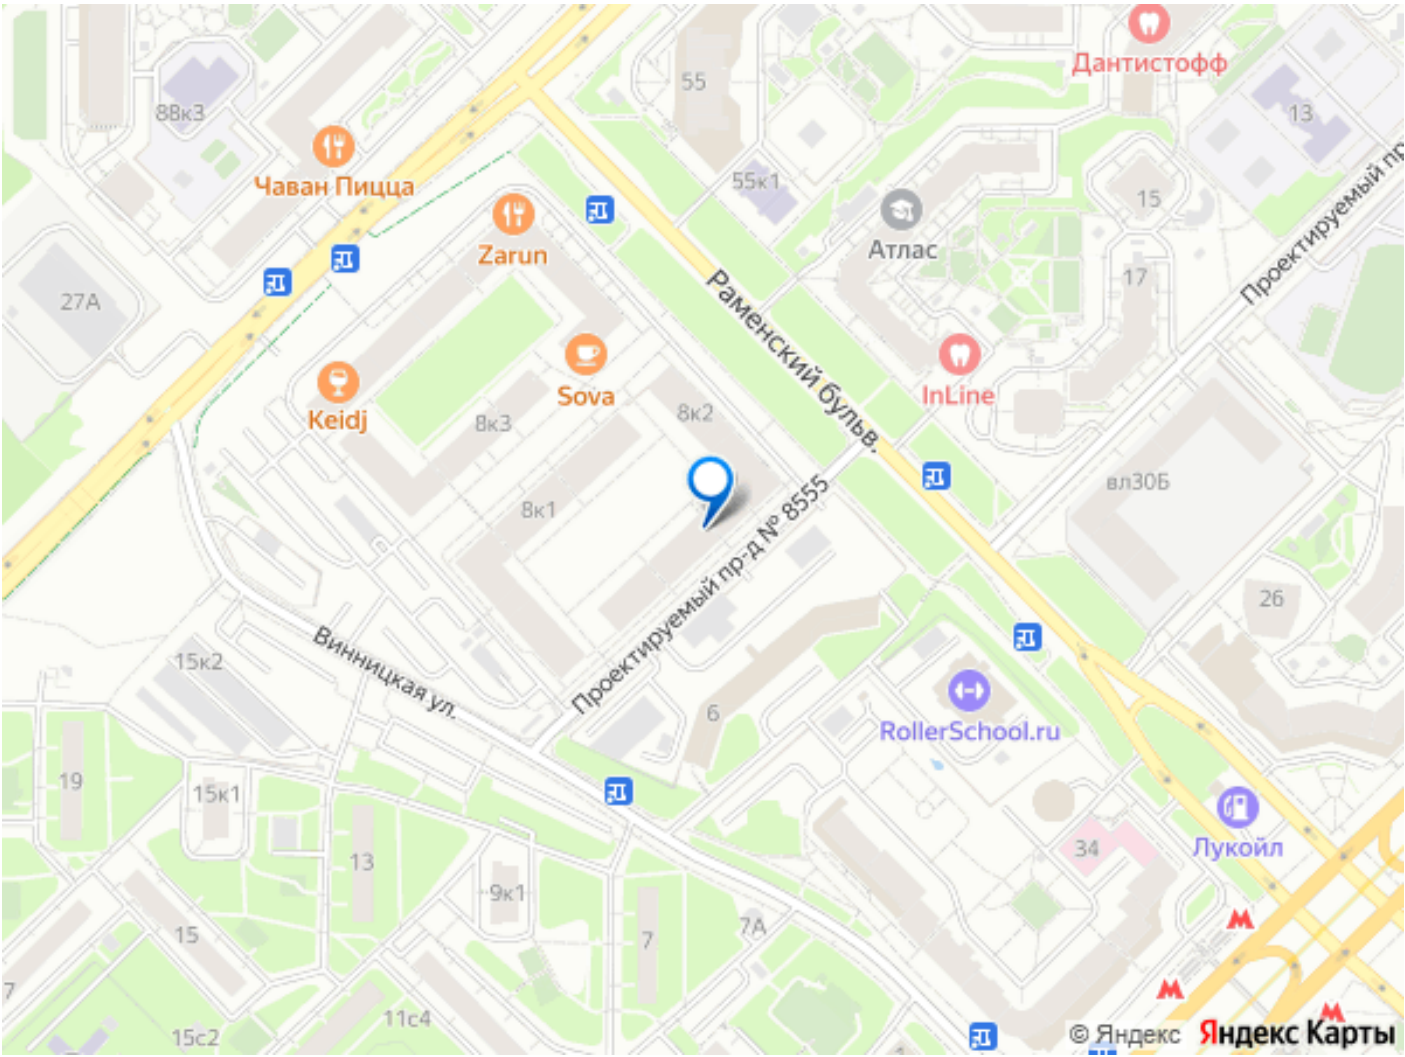 Дантистофф
55
88к3
13
Чаван Пицца
55к1
15
Zarun
Атлас
Проектируемый пр
17
27А
Раменский бульв.
Sova
InLine
Keidj
8к2
8к3
вл30Б
8к1
Проектируемый пр-д № 8555
26
Винницкая ул.
15к2
6
RollerSchool.ru
19
15к1
Лукойл
34
13
9к1
7А
15
7
7
11с4
15с2
© Яндекс Яндекс Карты